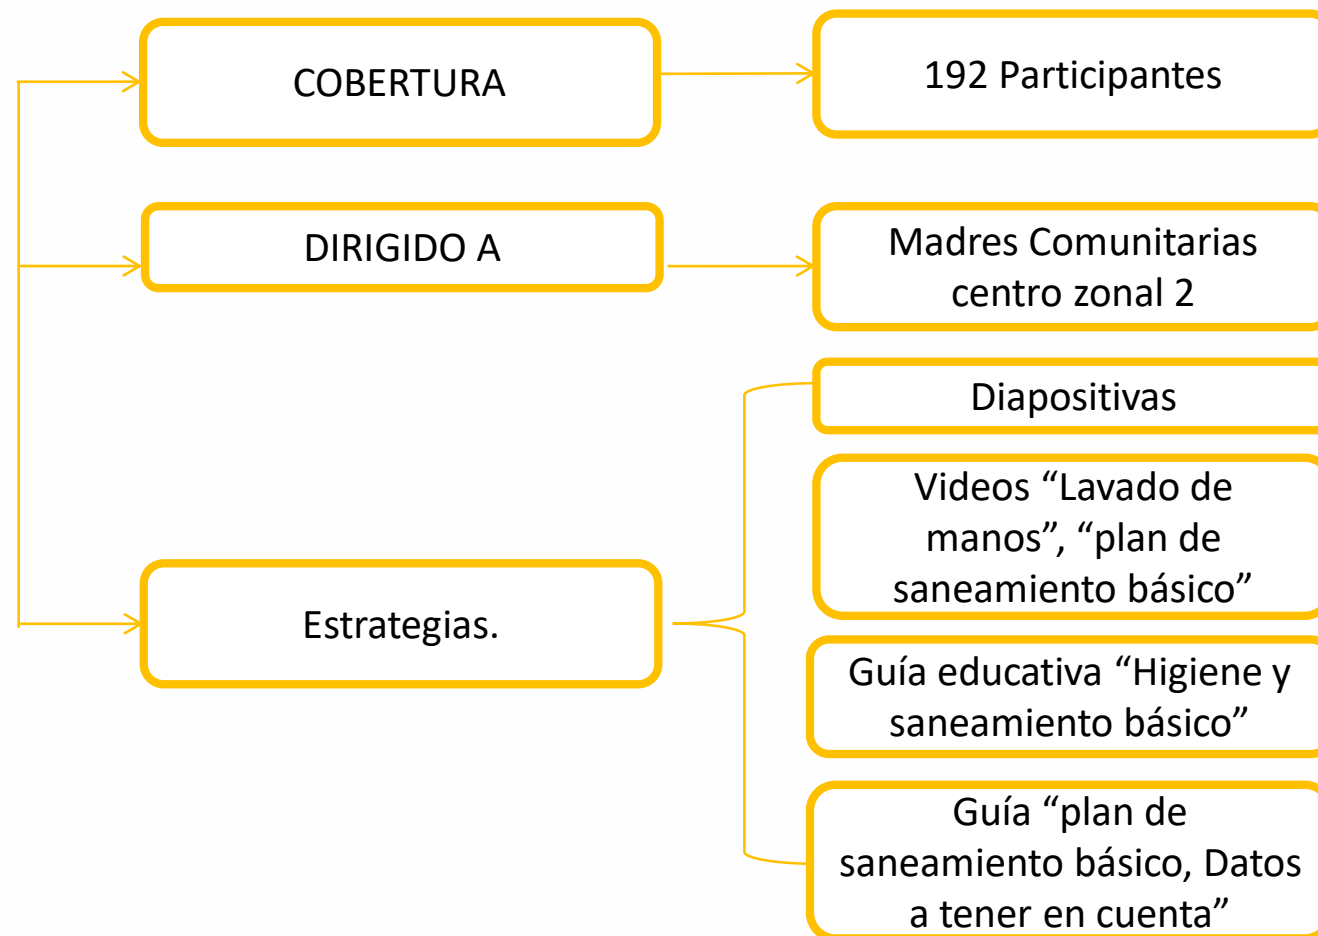 COBERTURA
192 Participantes
DIRIGIDO A
Madres Comunitarias
centro zonal 2
Estrategias.
Diapositivas
Videos “Lavado de
manos”, “plan de
saneamiento básico”
Guía educativa “Higiene y
saneamiento básico”
Guía “plan de
saneamiento básico, Datos
a tener en cuenta”